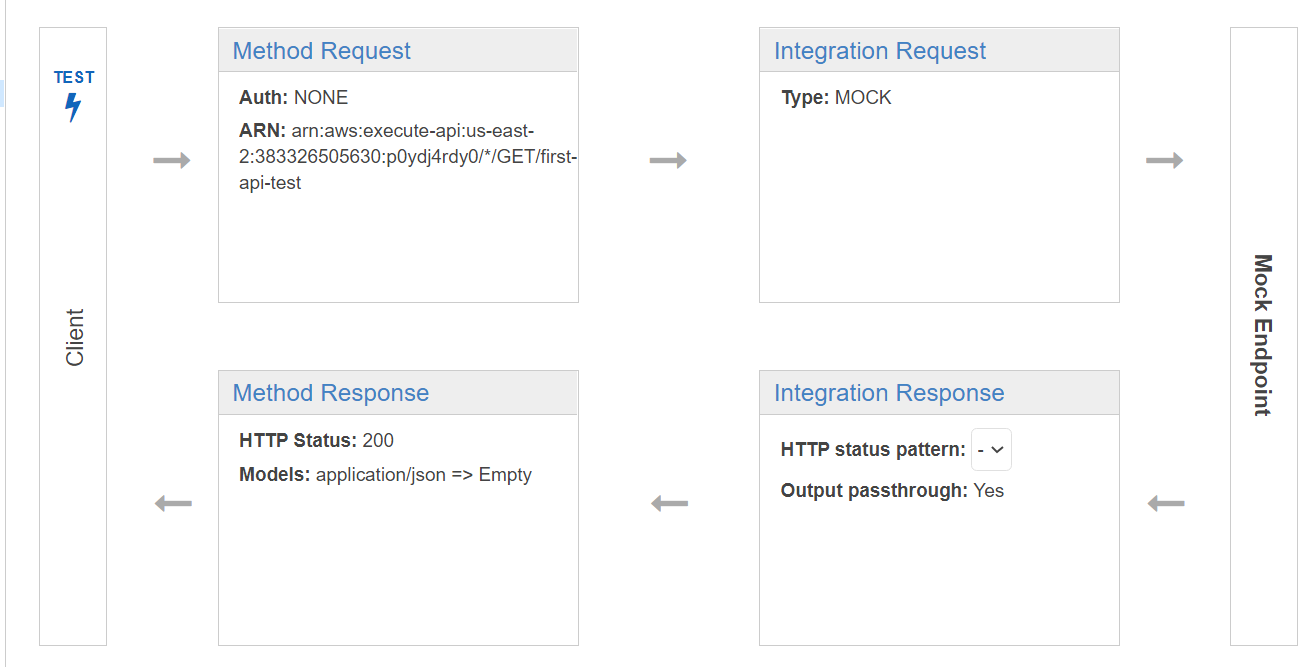 TEST
Client
Method Request
Auth: NONE
ARN: arn:aws:execute-api:us-east-
2:383326505630:p0ydj4rdy0/*/GET/first-
api-test
Integration Request
Type: MOCK
Mock Endpoint
Method Response
HTTP Status: 200
Models: application/json => Empty
Integration Response
HTTP status pattern: -
Output passthrough: Yes